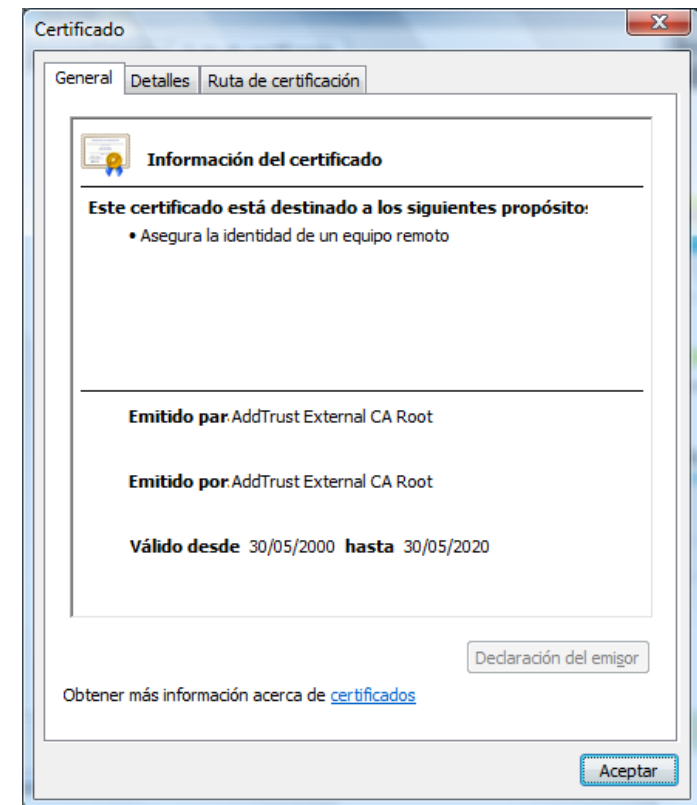 Certificado
General Detalles Ruta de certificación
Información del certificado
Este certificado está destinado a los siguientes propósito:
• Asegura la identidad de un equipo remoto
Emitido par AddTrust External CA Root
Emitido por AddTrust External CA Root
Válido desde 30/05/2000 hasta 30/05/2020
Declaración del emisor
Obtener más información acerca de certificados
Aceptar